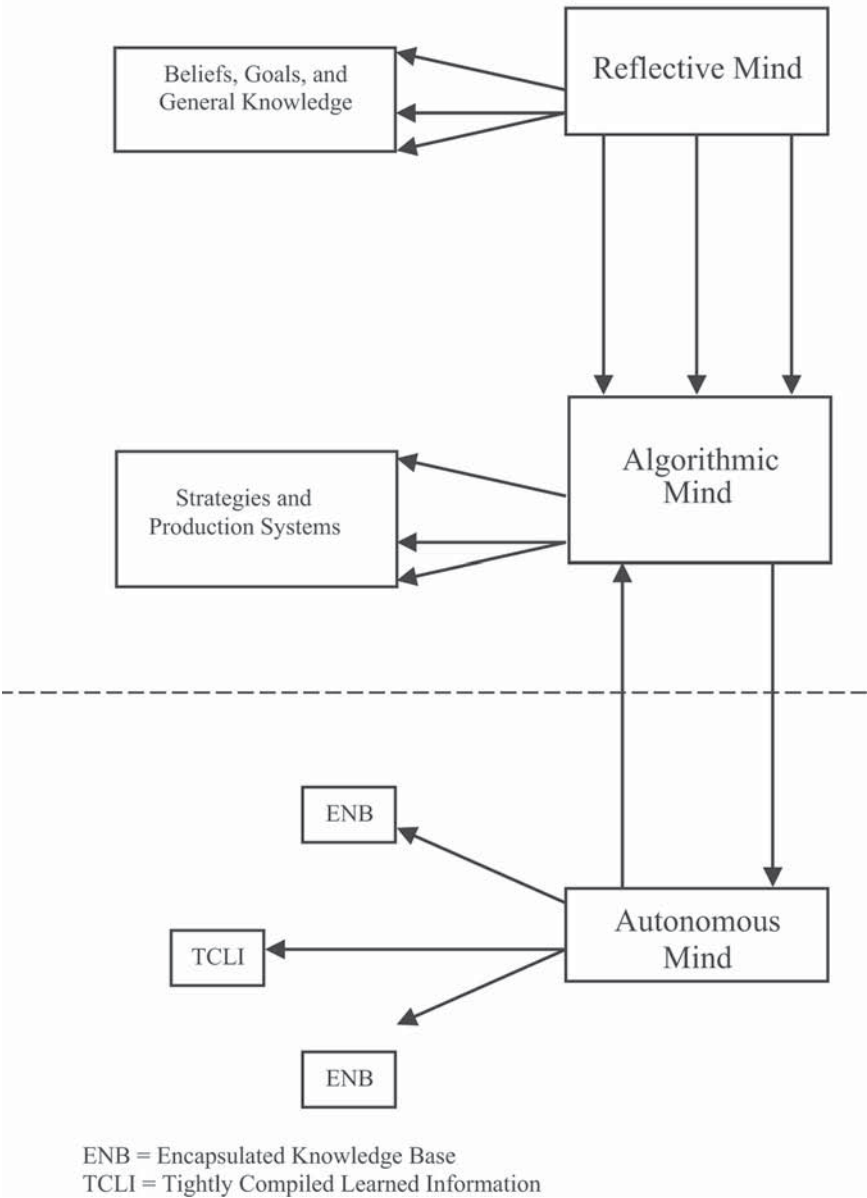 Beliefs, Goals, and
General Knowledge
Reflective Mind
Strategies and
Production Systems
Algorithmic
Mind
ENB
TCLI
ENB
Autonomous
Mind
ENB = Encapsulated Knowledge Base
TCLI = Tightly Compiled Learned Information